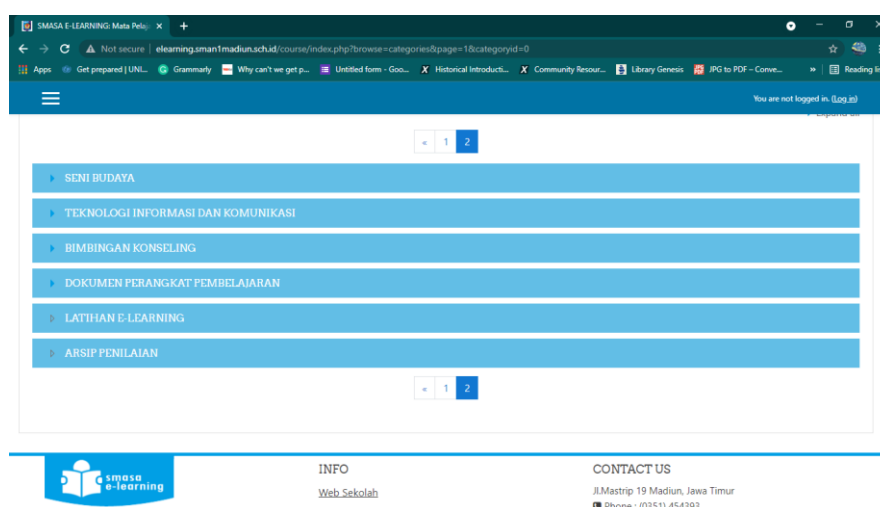 SMASA E-LEARNING: Mata Pelaj
Not secure | elearning.sman1madiun.sch.id/course/index.php?browse=categories&page=1&categoryid=0
Apps Get prepared | UNI... Grammarly Why can't we get p... Untitled form - Goo... Historical Introducti... Community Resour... Library Genesis JPG to PDF – Conve... » Reading li
You are not logged in. (Log in)
« 1 2
SENI BUDAYA
TEKNOLOGI INFORMASI DAN KOMUNIKASI
BIMBINGAN KONSELING
DOKUMEN PERANGKAT PEMBELAJARAN
LATIHAN E-LEARNING
ARSIP PENILAIAN
« 1 2
smasa
e-learning
INFO
Web Sekolah
CONTACT US
Jl.Mastrip 19 Madiun, Jawa Timur
Phone : (0351) 454393